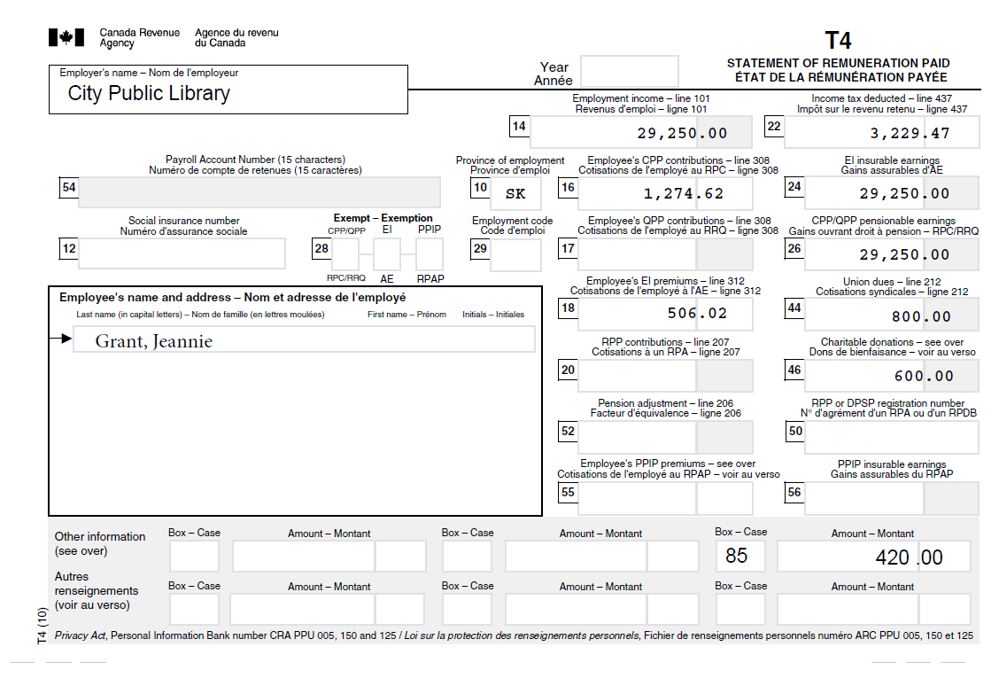 Canada Revenue Agency
Agence du revenu du Canada
T4
STATEMENT OF REMUNERATION PAID
ÉTAT DE LA RÉMUNÉRATION PAYÉE
Employer's name – Nom de l'employeur
City Public Library
Year
Année
Employment income – line 101
Revenus d'emploi – ligne 101
14 29,250.00
Income tax deducted – line 437
Impôt sur le revenu retenu – ligne 437
22 3,229.47
Payroll Account Number (15 characters)
Numéro de compte de retenues (15 caractères)
54
Province of employment
Province d'emploi
10 SK
Employee's CPP contributions – line 308
Cotisations de l'employé au RPC – ligne 308
16 1,274.62
EI insurable earnings
Gains assurables d'AE
24 29,250.00
Social insurance number
Numéro d'assurance sociale
12
Exempt – Exemption
CPP/QPP EI PPIP
28
RPC/RRQ AE RPAP
Employment code
Code d'emploi
29
Employee's QPP contributions – line 308
Cotisations de l'employé au RRQ – ligne 308
17
CPP/QPP pensionable earnings
Gains ouvrant droit à pension – RPC/RRQ
26 29,250.00
Employee's name and address – Nom et adresse de l'employé
Last name (in capital letters) – Nom de famille (en lettres moulées) First name – Prénom Initials – Initiales
Grant, Jeannie
Employee's EI premiums – line 312
Cotisations de l'employé à l'AE – ligne 312
18 506.02
Union dues – line 212
Cotisations syndicales – ligne 212
44 800.00
RPP contributions – line 207
Cotisations à un RPA – ligne 207
20
Charitable donations – see over
Dons de bienfaisance – voir au verso
46 600.00
Pension adjustment – line 206
Facteur d'équivalence – ligne 206
52
RPP or DPSP registration number
N° d'agrément d'un RPA ou d'un RPDB
50
Employee's PPIP premiums – see over
Cotisations de l'employé au RPAP – voir au verso
55
PPIP insurable earnings
Gains assurables du RPAP
56
Other information
(see over)
Autres
renseignements
(voir au verso)
Box – Case Amount – Montant Box – Case Amount – Montant Box – Case Amount – Montant
85 420 .00
Box – Case Amount – Montant Box – Case Amount – Montant Box – Case Amount – Montant
T4 (10)
Privacy Act, Personal Information Bank number CRA PPU 005, 150 and 125 / Loi sur la protection des renseignements personnels, Fichier de renseignements personnels numéro ARC PPU 005, 150 et 125